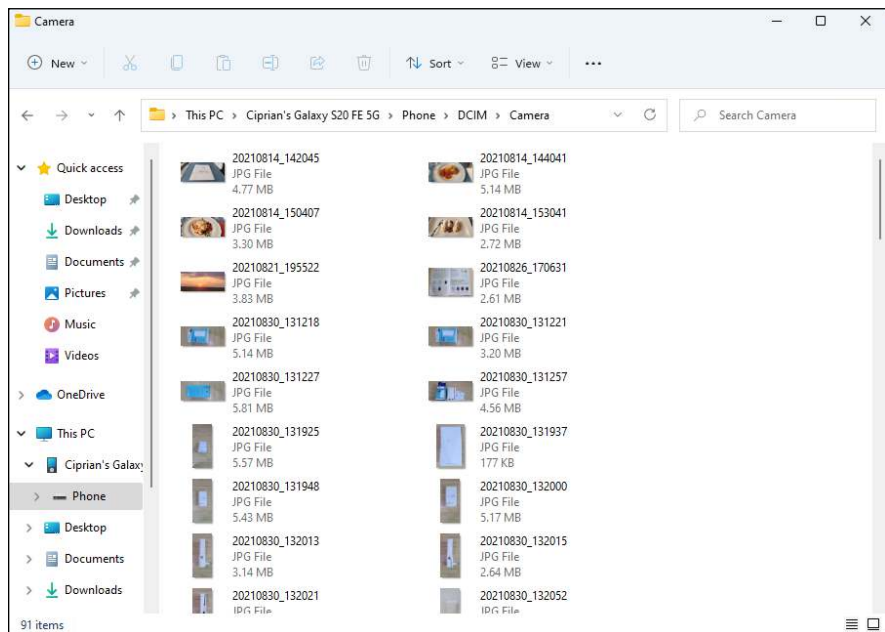 Camera
New
Sort
View
This PC > Ciprian's Galaxy S20 FE 5G > Phone > DCIM > Camera
Search Camera
Quick access
Desktop
Downloads
Documents
Pictures
Music
Videos
OneDrive
This PC
Ciprian's Galaxy
Phone
Desktop
Documents
Downloads
20210814_142045
JPG File
4.77 MB
20210814_144041
JPG File
5.14 MB
20210814_150407
JPG File
3.30 MB
20210814_153041
JPG File
2.72 MB
20210821_195522
JPG File
3.83 MB
20210826_170631
JPG File
2.61 MB
20210830_131218
JPG File
5.14 MB
20210830_131221
JPG File
3.20 MB
20210830_131227
JPG File
5.81 MB
20210830_131257
JPG File
4.56 MB
20210830_131925
JPG File
5.57 MB
20210830_131937
JPG File
177 KB
20210830_131948
JPG File
5.43 MB
20210830_132000
JPG File
5.17 MB
20210830_132013
JPG File
3.14 MB
20210830_132015
JPG File
2.64 MB
20210830_132021
JPG File
20210830_132052
JPG File
91 items